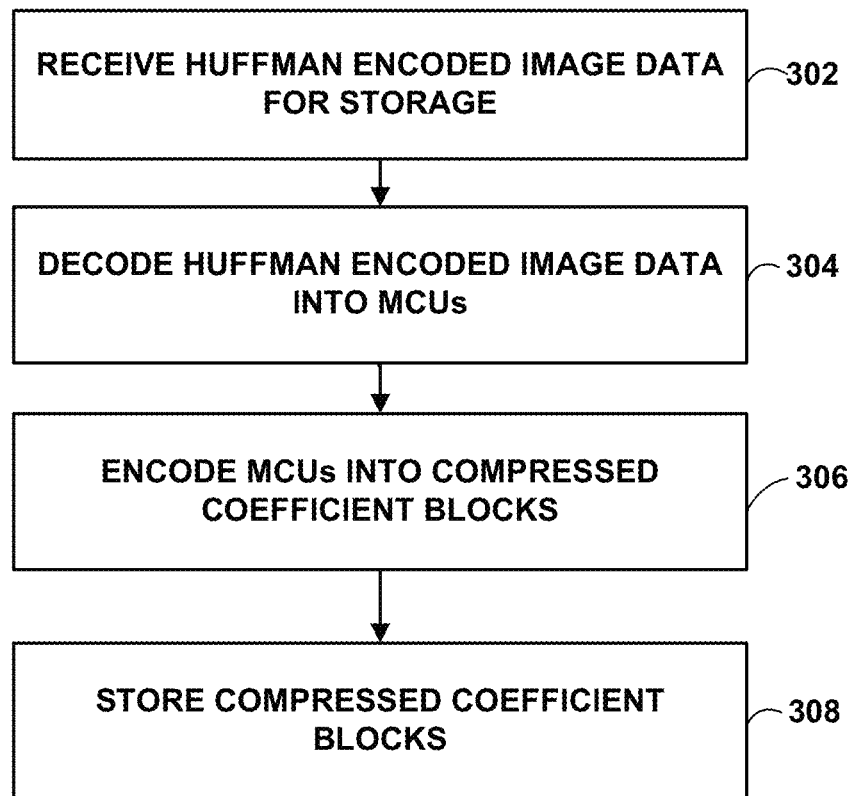 RECEIVE HUFFMAN ENCODED IMAGE DATA
FOR STORAGE
302
DECODE HUFFMAN ENCODED IMAGE DATA
INTO MCUs
304
ENCODE MCUs INTO COMPRESSED
COEFFICIENT BLOCKS
306
STORE COMPRESSED COEFFICIENT
BLOCKS
308